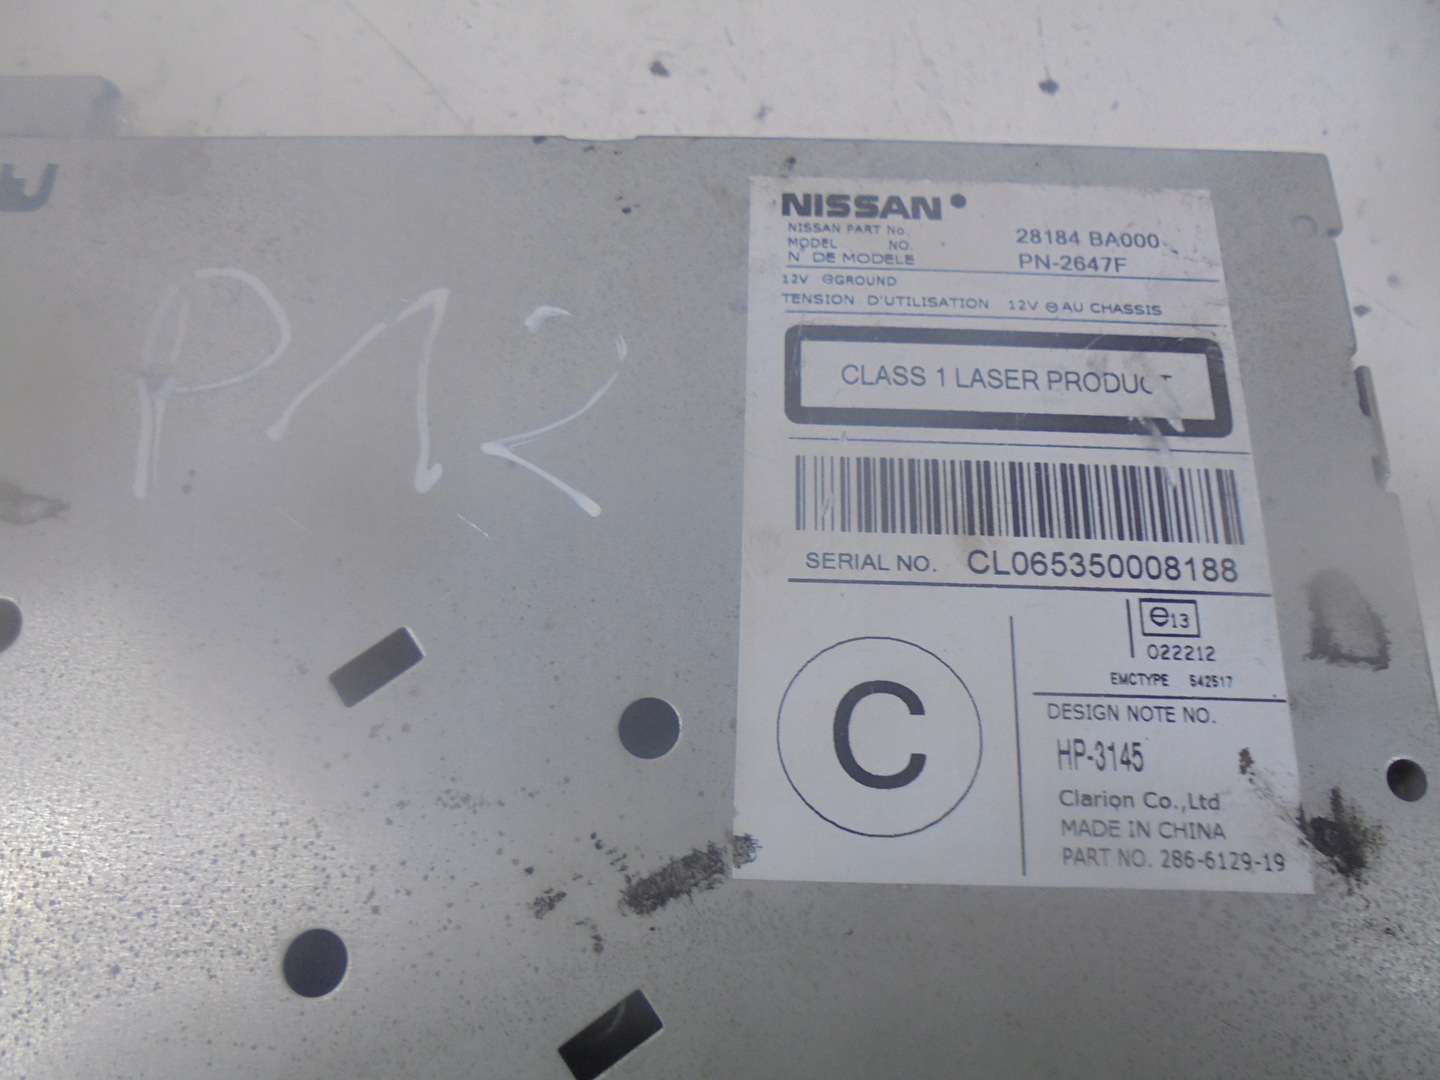 P12
NISSAN
NISSAN PART No. 28184 BA000
MODEL NO.
N° DE MODELE PN-2647F
12V ⊖GROUND
TENSION D'UTILISATION 12V ⊖ AU CHASSIS
CLASS 1 LASER PRODUCT
SERIAL NO. CL065350008188
e13
022212
EMCTYPE 542517
C
DESIGN NOTE NO.
HP-3145
Clarion Co.,Ltd
MADE IN CHINA
PART NO. 286-6129-19